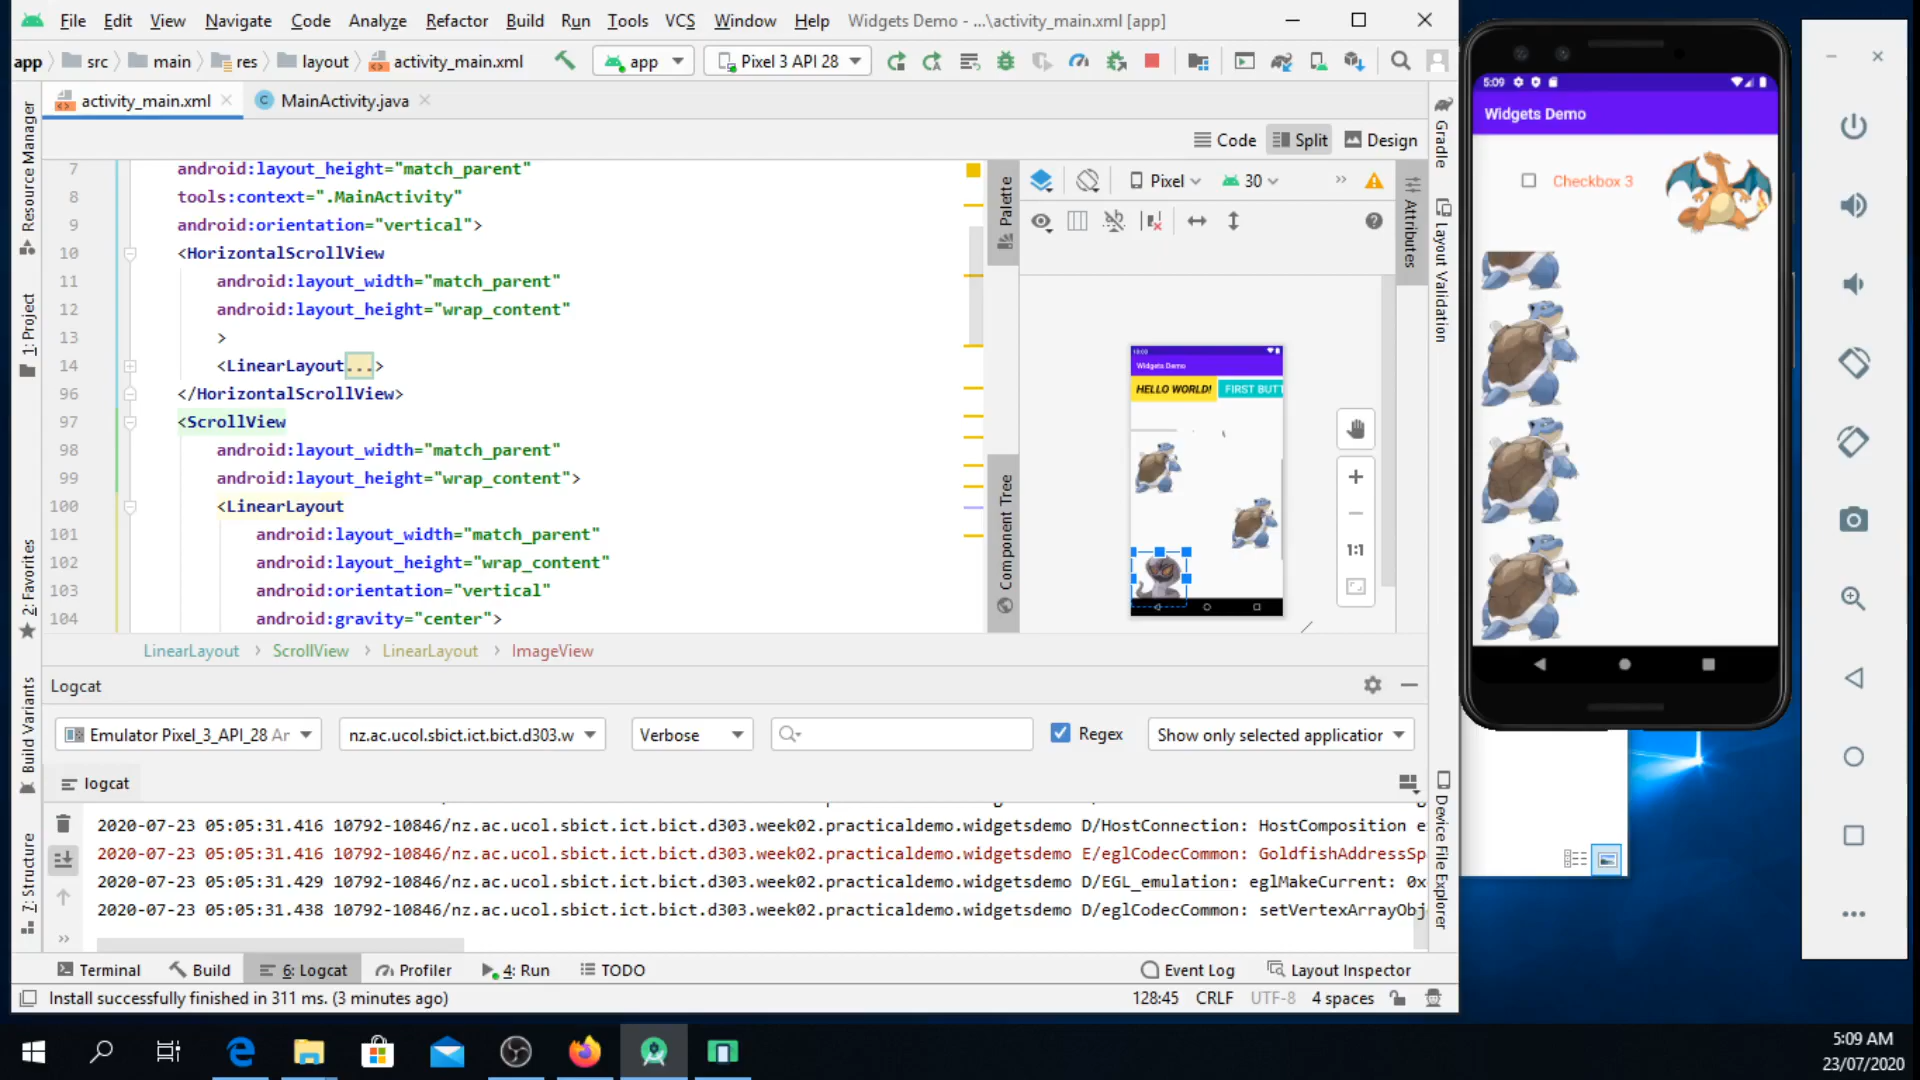 File Edit View Navigate Code Analyze Refactor Build Run Tools VCS Window Help Widgets Demo - ...\activity_main.xml [app]
app src main res layout activity_main.xml app Pixel 3 API 28
activity_main.xml MainActivity.java
Code Split Design
7 android:layout_height="match_parent"
8 tools:context=".MainActivity"
9 android:orientation="vertical">
10 <HorizontalScrollView
11 android:layout_width="match_parent"
12 android:layout_height="wrap_content"
13 >
14 <LinearLayout...>
96 </HorizontalScrollView>
97 <ScrollView
98 android:layout_width="match_parent"
99 android:layout_height="wrap_content">
100 <LinearLayout
101 android:layout_width="match_parent"
102 android:layout_height="wrap_content"
103 android:orientation="vertical"
104 android:gravity="center">
LinearLayout > ScrollView > LinearLayout > ImageView
Resource Manager
1: Project
2: Favorites
Build Variants
7: Structure
Palette
Component Tree
Pixel 30
Widgets Demo
HELLO WORLD! FIRST BUTT
1:1
Attributes
Gradle
Layout Validation
Device File Explorer
Logcat
Emulator Pixel_3_API_28 Ar nz.ac.ucol.sbict.ict.bict.d303.w Verbose Regex Show only selected applicatior
logcat
2020-07-23 05:05:31.416 10792-10846/nz.ac.ucol.sbict.ict.bict.d303.week02.practicaldemo.widgetsdemo D/HostConnection: HostComposition e
2020-07-23 05:05:31.416 10792-10846/nz.ac.ucol.sbict.ict.bict.d303.week02.practicaldemo.widgetsdemo E/eglCodecCommon: GoldfishAddressSp
2020-07-23 05:05:31.429 10792-10846/nz.ac.ucol.sbict.ict.bict.d303.week02.practicaldemo.widgetsdemo D/EGL_emulation: eglMakeCurrent: 0x
2020-07-23 05:05:31.438 10792-10846/nz.ac.ucol.sbict.ict.bict.d303.week02.practicaldemo.widgetsdemo D/eglCodecCommon: setVertexArrayObj
Terminal Build 6: Logcat Profiler 4: Run TODO Event Log Layout Inspector
Install successfully finished in 311 ms. (3 minutes ago) 128:45 CRLF UTF-8 4 spaces
5:09
Widgets Demo
Checkbox 3
5:09 AM
23/07/2020